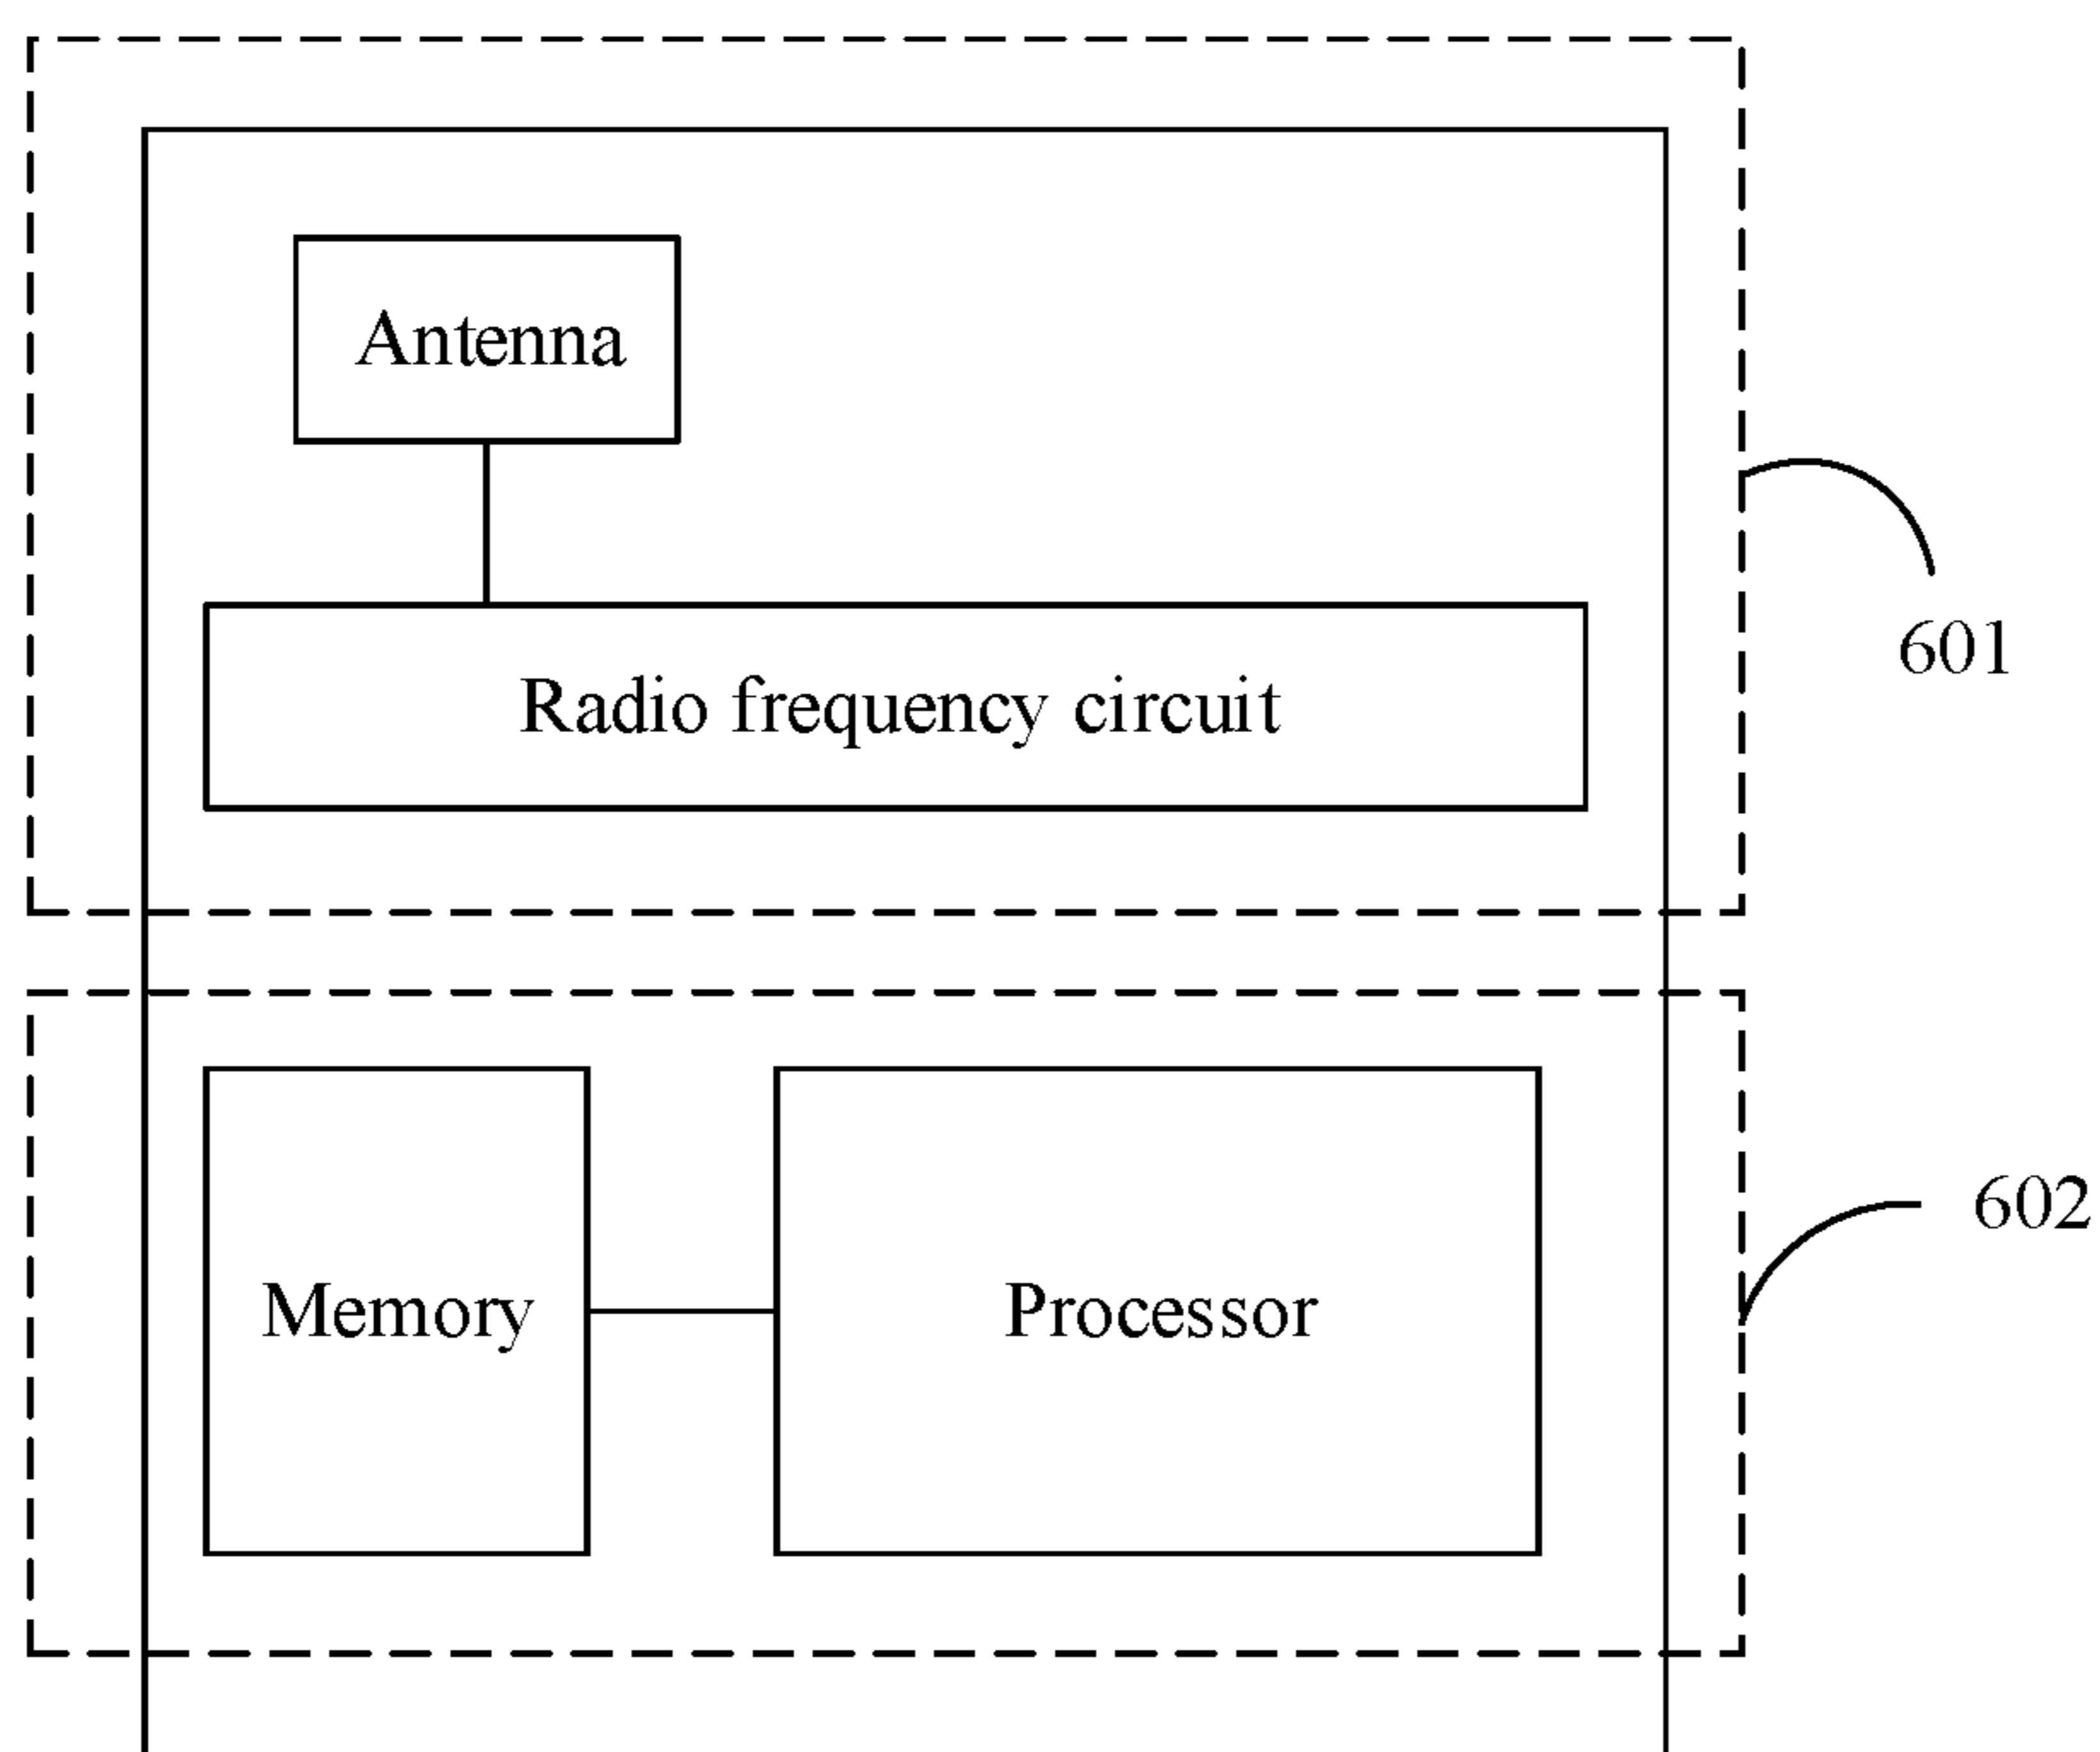 Antenna
Radio frequency circuit
601
602
Memory
Processor